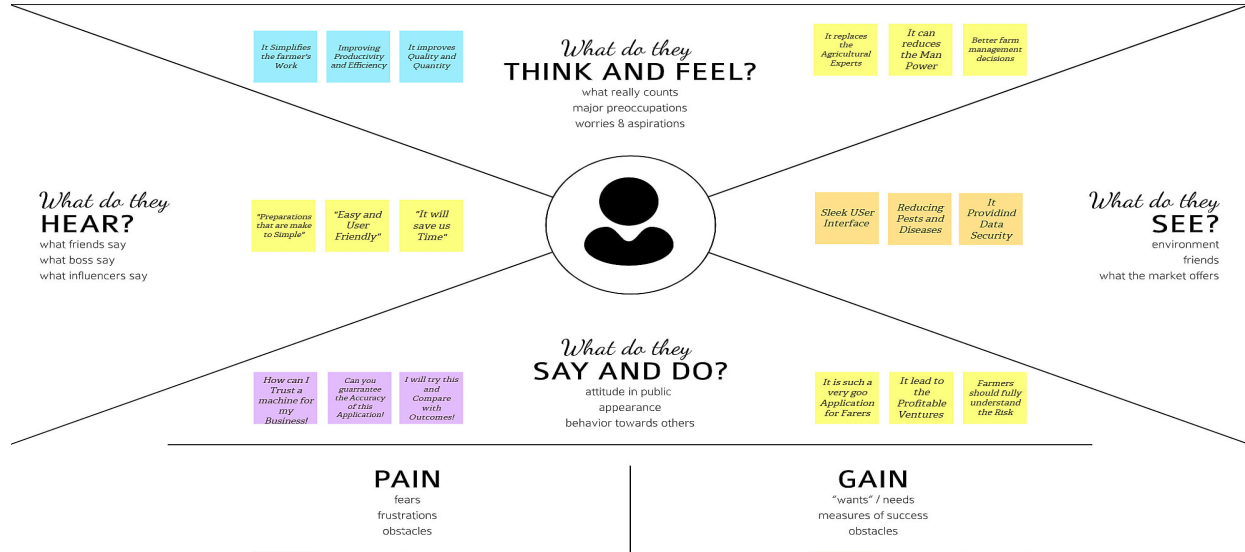 It Simplifies
the farmer's
Work
Improving
Productivity
and Efficiency
It improves
Quality and
Quantity
What do they
THINK AND FEEL?
what really counts
major preoccupations
worries & aspirations
It replaces
the
Agricultural
Experts
It can
reduces
the Man
Power
Better farm
management
decisions
What do they
HEAR?
what friends say
what boss say
what influencers say
"Preparations
that are make
to Simple"
"Easy and
User
Friendly"
"It will
save us
Time"
Sleek USer
Interface
Reducing
Pests and
Diseases
It
Providind
Data
Security
What do they
SEE?
environment
friends
what the market offers
What do they
SAY AND DO?
attitude in public
appearance
behavior towards others
How can I
Trust a
machine for
my
Business!
Can you
guarrantee
the Accuracy
of this
Application!
I will try this
and
Compare
with
Outcomes!
It is such a
very goo
Application
for Farers
It lead to
the
Profitable
Ventures
Farmers
should fully
understand
the Risk
PAIN
fears
frustrations
obstacles
GAIN
"wants" / needs
measures of success
obstacles